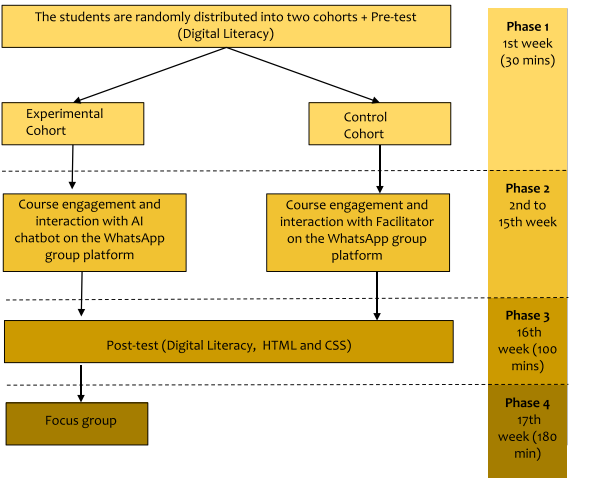 The students are randomly distributed into two cohorts + Pre-test
(Digital Literacy)
Phase 1
1st week
(30 mins)
Experimental
Cohort
Control
Cohort
Course engagement and
interaction with AI
chatbot on the WhatsApp
group platform
Course engagement and
interaction with Facilitator
on the WhatsApp group
platform
Phase 2
2nd to
15th week
Post-test (Digital Literacy, HTML and CSS)
Phase 3
16th
week (100
mins)
Focus group
Phase 4
17th
week (180
min)